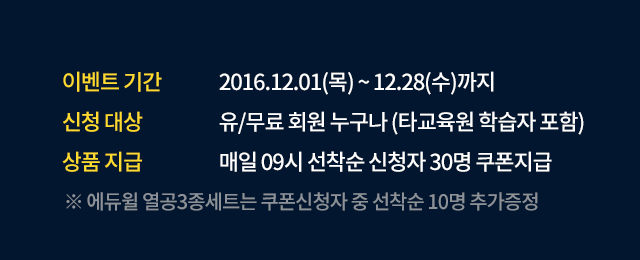 이벤트 기간 2016.12.01(목) ~ 12.28(수)까지
신청 대상 유/무료 회원 누구나 (타교육원 학습자 포함)
상품 지급 매일 09시 선착순 신청자 30명 쿠폰지급
※ 에듀윌 열공3종세트는 쿠폰신청자 중 선착순 10명 추가증정